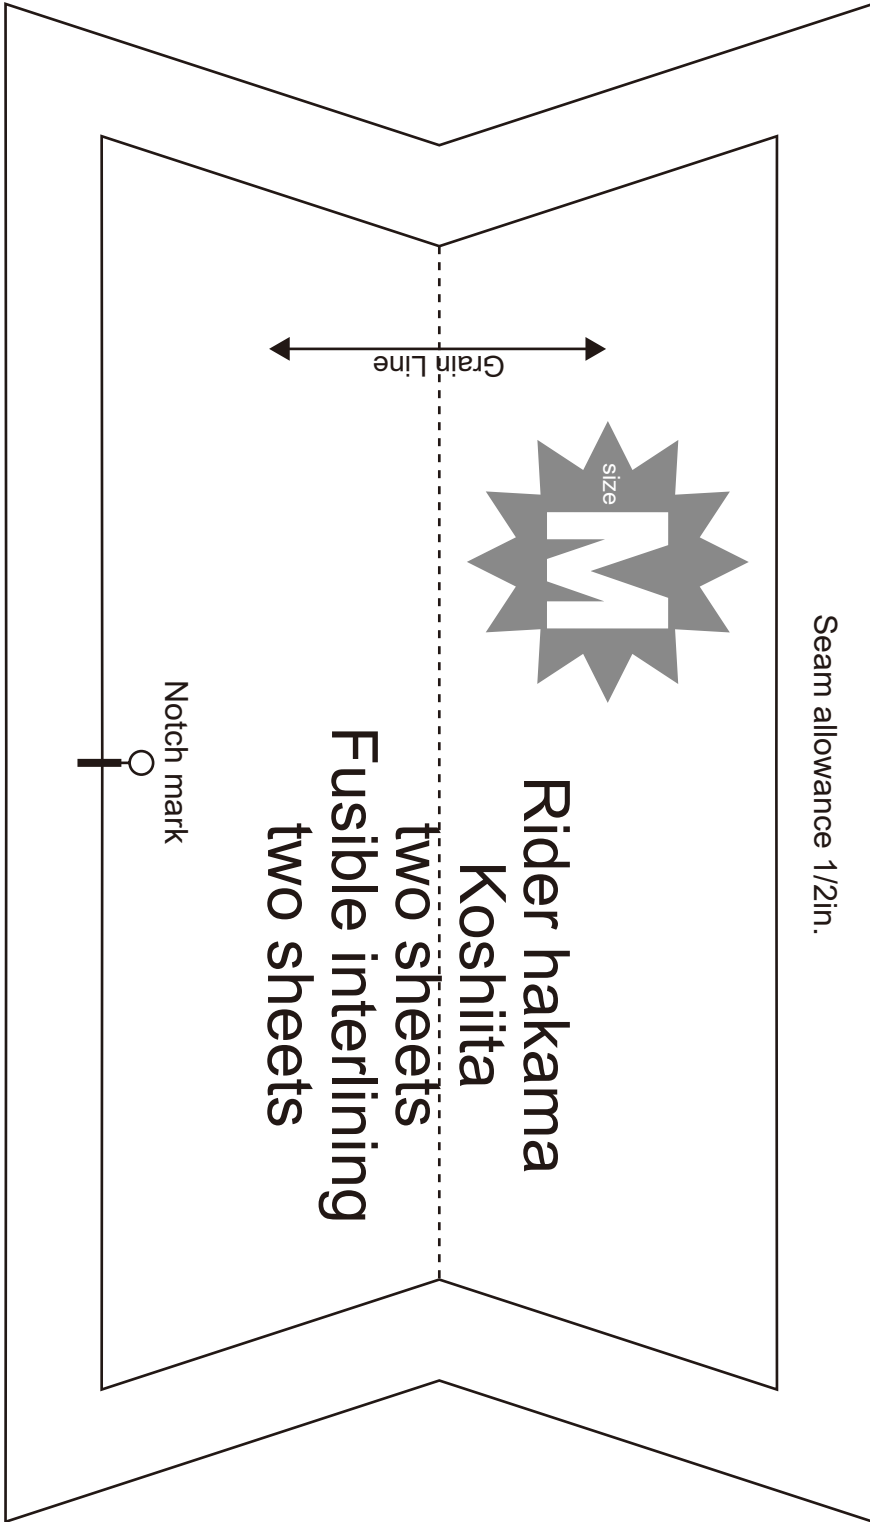 Seam allowance 1/2in.
size
M
Rider hakama
Koshiita
two sheets
Fusible interlining
two sheets
Grain Line
Notch mark